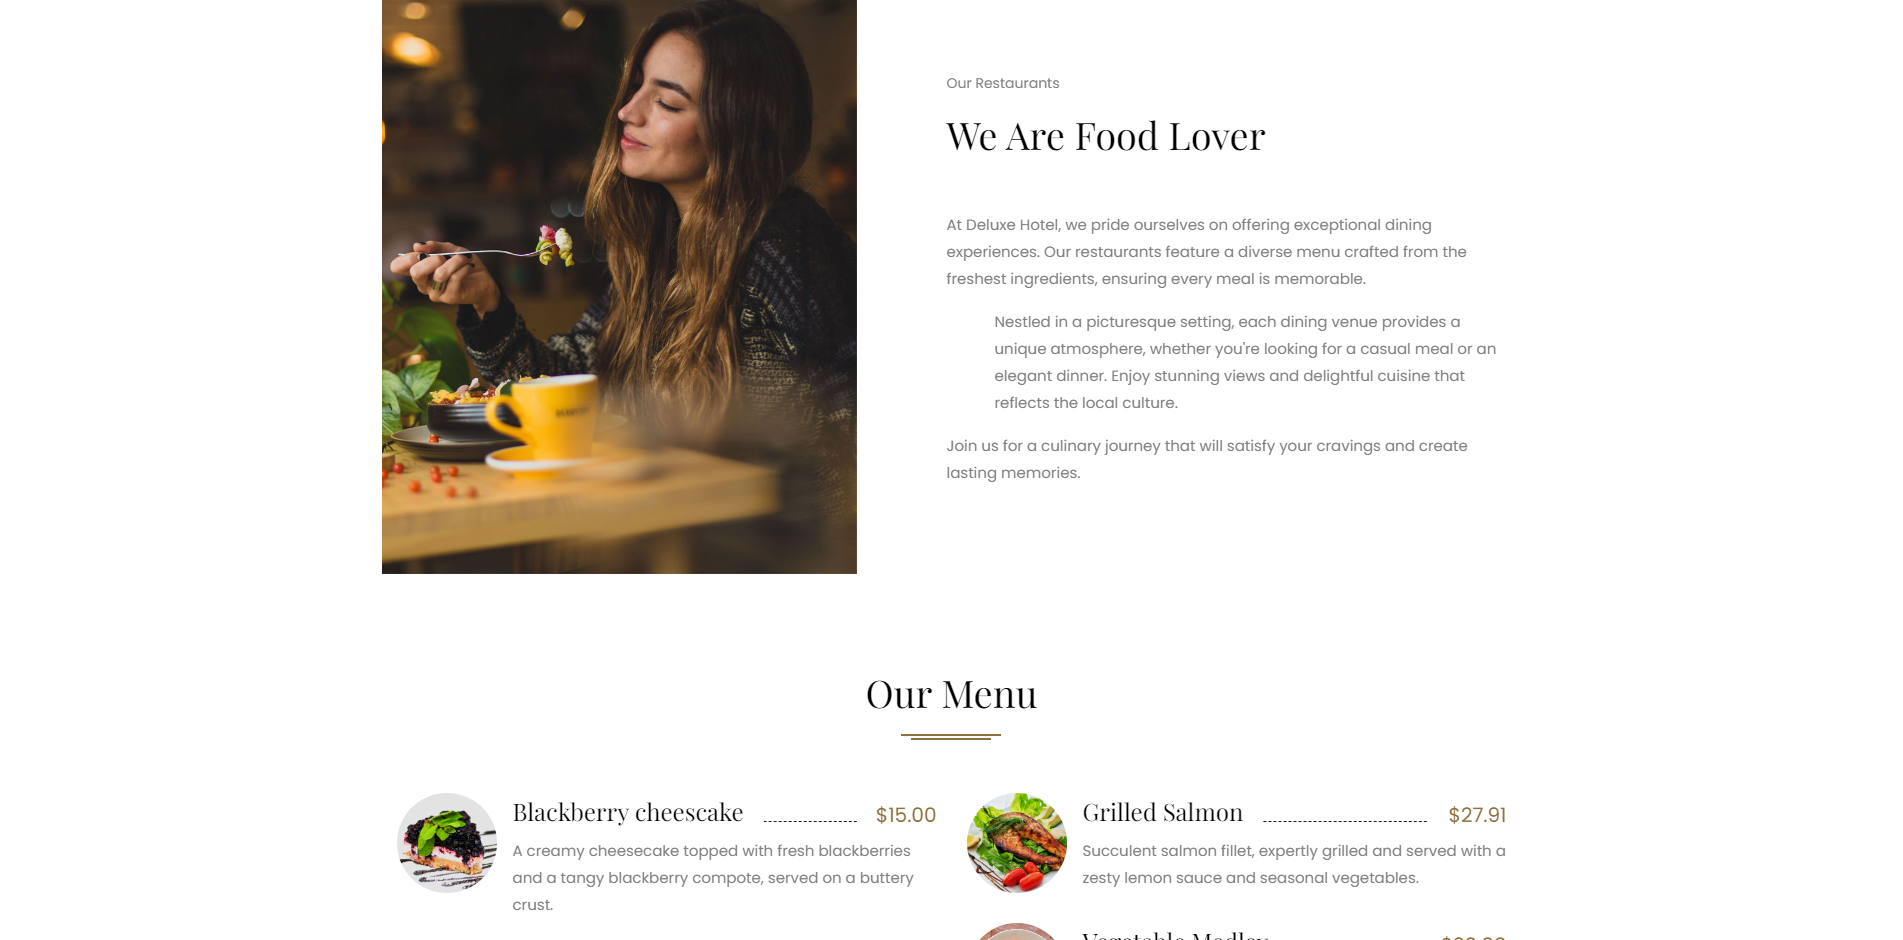 Our Restaurants
We Are Food Lover
At Deluxe Hotel, we pride ourselves on offering exceptional dining
experiences. Our restaurants feature a diverse menu crafted from the
freshest ingredients, ensuring every meal is memorable.
Nestled in a picturesque setting, each dining venue provides a
unique atmosphere, whether you're looking for a casual meal or an
elegant dinner. Enjoy stunning views and delightful cuisine that
reflects the local culture.
Join us for a culinary journey that will satisfy your cravings and create
lasting memories.
Our Menu
Blackberry cheescake $15.00
A creamy cheesecake topped with fresh blackberries
and a tangy blackberry compote, served on a buttery
crust.
Grilled Salmon $27.91
Succulent salmon fillet, expertly grilled and served with a
zesty lemon sauce and seasonal vegetables.
Vegetable Medley